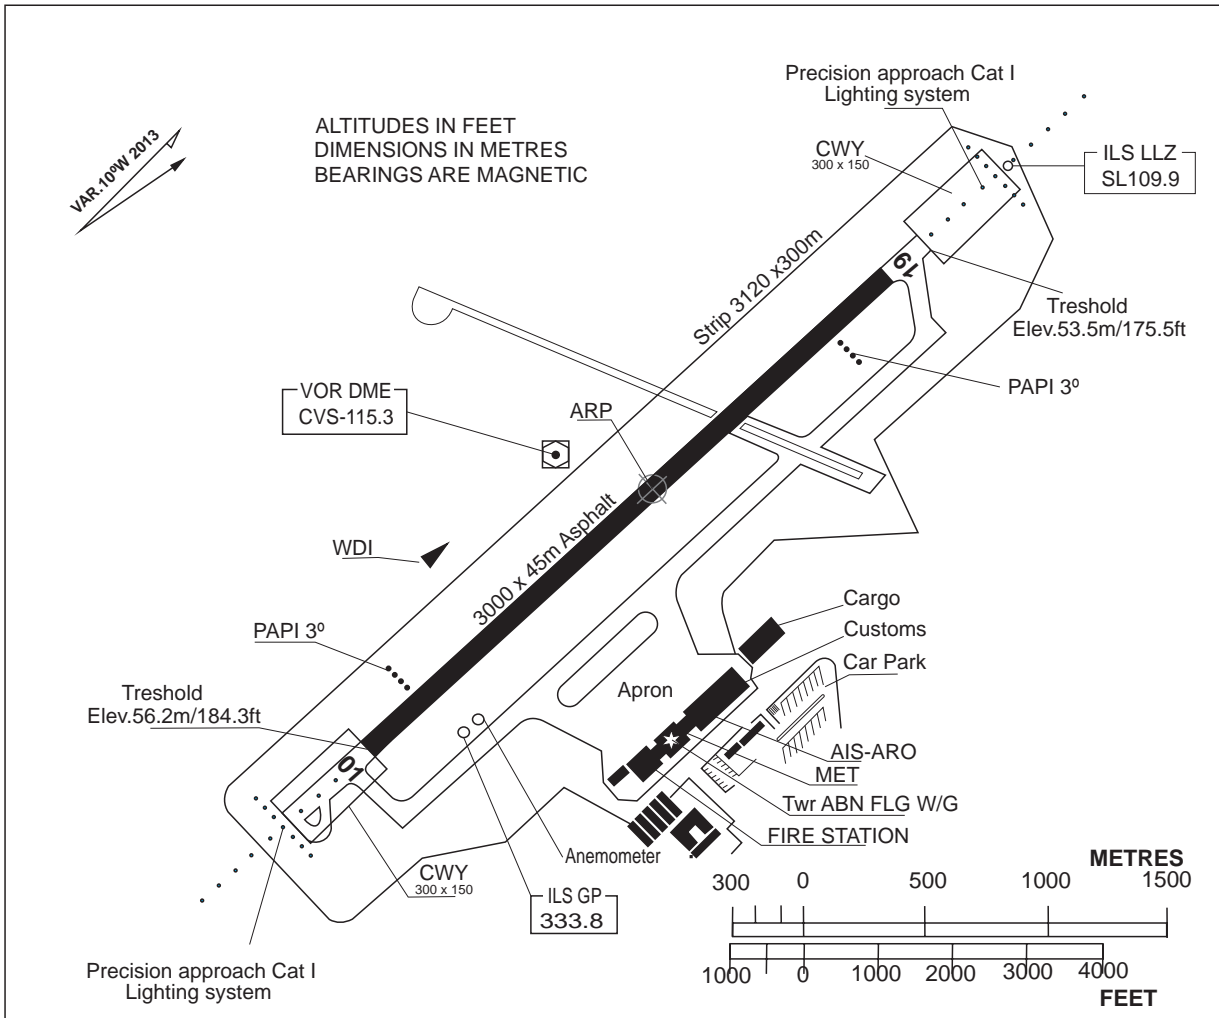 Precision approach Cat I
Lighting system
ALTITUDES IN FEET
DIMENSIONS IN METRES
BEARINGS ARE MAGNETIC
VAR.10ºW 2013
CWY
300 x 150
ILS LLZ
SL109.9
Strip 3120 x300m
19
Treshold
Elev.53.5m/175.5ft
PAPI 3º
VOR DME
CVS-115.3
ARP
3000 x 45m Asphalt
WDI
PAPI 3º
Treshold
Elev.56.2m/184.3ft
01
Cargo
Customs
Car Park
Apron
AIS-ARO
MET
Twr ABN FLG W/G
FIRE STATION
Anemometer
CWY
300 x 150
ILS GP
333.8
Precision approach Cat I
Lighting system
METRES
300 0 500 1000 1500
1000 0 1000 2000 3000 4000
FEET